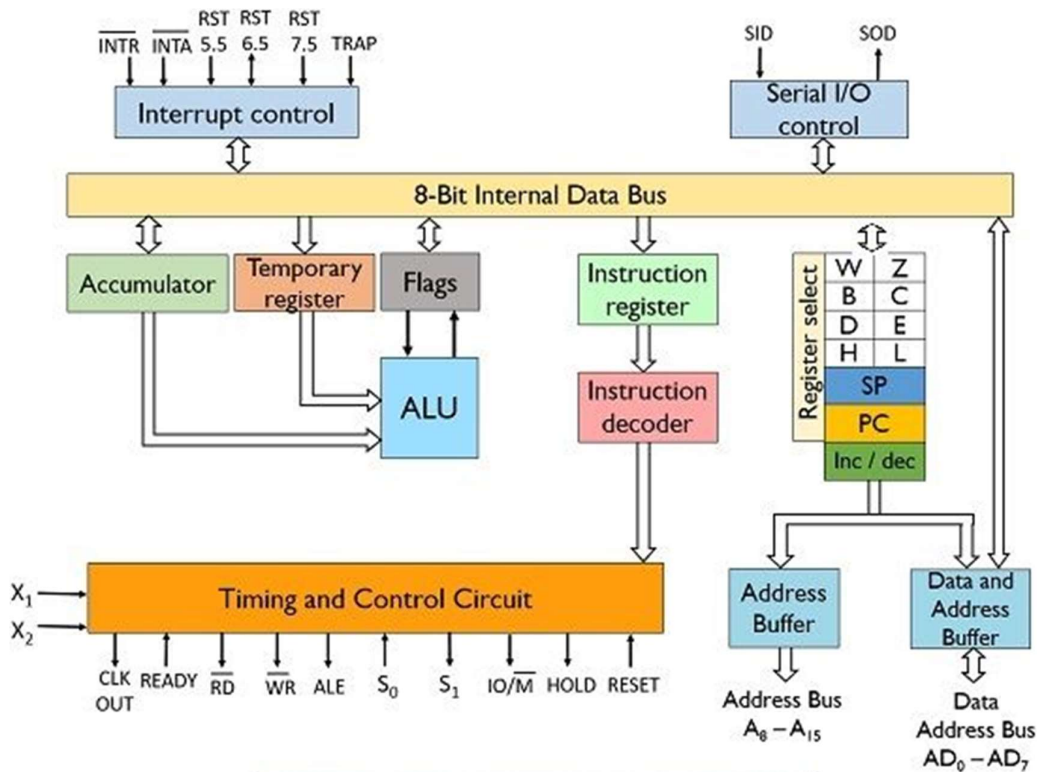 INTR INTA RST 5.5 RST 6.5 RST 7.5 TRAP
SID SOD
Interrupt control
Serial I/O
control
8-Bit Internal Data Bus
Accumulator
Temporary
register
Flags
Instruction
register
Register select
W Z
B C
D E
H L
SP
PC
Inc / dec
ALU
Instruction
decoder
X₁
X₂
Timing and Control Circuit
Address
Buffer
Data and
Address
Buffer
CLK
OUT
READY RD WR ALE S₀ S₁ IO/M HOLD RESET
Address Bus
A₈ – A₁₅
Data
Address Bus
AD₀ – AD₇